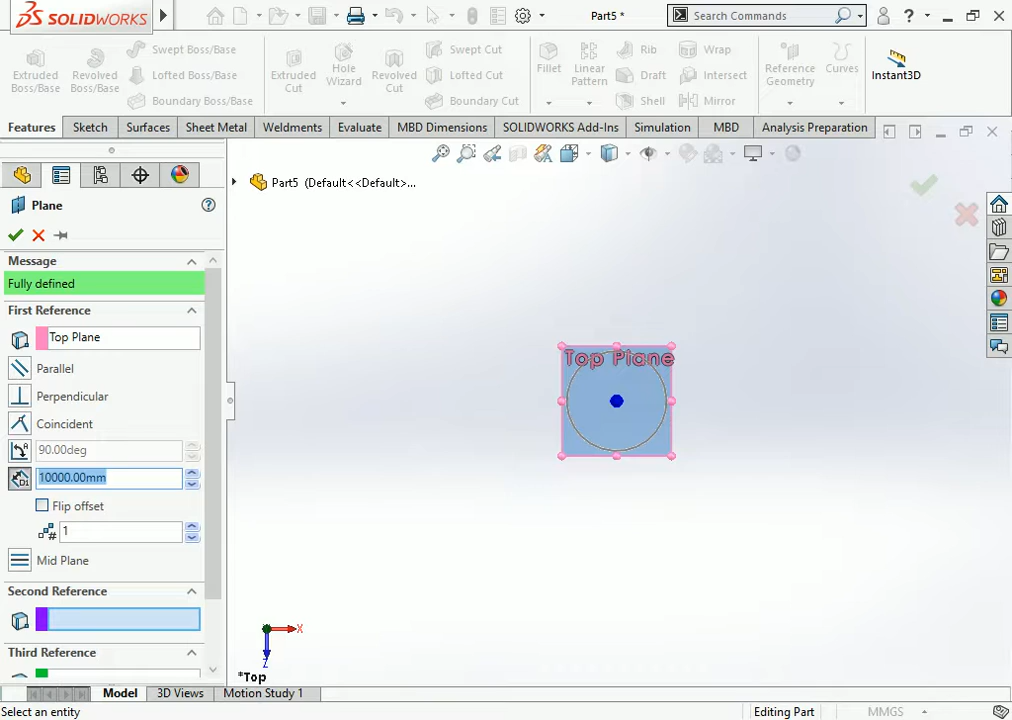 SOLIDWORKS
Part5 *
Search Commands
?
Extruded Boss/Base
Revolved Boss/Base
Swept Boss/Base
Lofted Boss/Base
Boundary Boss/Base
Extruded Cut
Hole Wizard
Revolved Cut
Swept Cut
Lofted Cut
Boundary Cut
Fillet
Linear Pattern
Rib
Draft
Shell
Wrap
Intersect
Mirror
Reference Geometry
Curves
Instant3D
Features
Sketch
Surfaces
Sheet Metal
Weldments
Evaluate
MBD Dimensions
SOLIDWORKS Add-Ins
Simulation
MBD
Analysis Preparation
Part5 (Default<<Default>...
Plane
?
Message
Fully defined
First Reference
Top Plane
Parallel
Perpendicular
Coincident
90.00deg
10000.00mm
Flip offset
1
Mid Plane
Second Reference
Third Reference
Top Plane
X
Z
*Top
Model
3D Views
Motion Study 1
Select an entity
Editing Part
MMGS